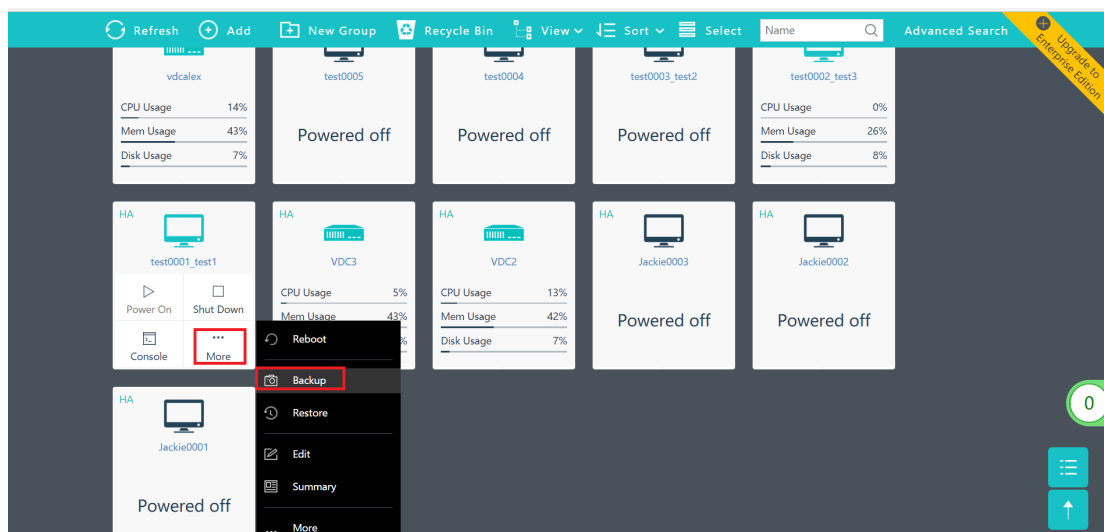 Refresh Add New Group Recycle Bin View Sort Select Name Advanced Search
Upgrade to
Enterprise Edition
vdcalex
CPU Usage 14%
Mem Usage 43%
Disk Usage 7%
test0005
Powered off
test0004
Powered off
test0003_test2
Powered off
test0002_test3
CPU Usage 0%
Mem Usage 26%
Disk Usage 8%
HA
test0001_test1
Power On Shut Down
Console More
HA
VDC3
CPU Usage 5%
Mem Usage 43%
%
HA
VDC2
CPU Usage 13%
Mem Usage 42%
Disk Usage 7%
HA
Jackie0003
Powered off
HA
Jackie0002
Powered off
Reboot
Backup
Restore
Edit
Summary
More
HA
Jackie0001
Powered off
0